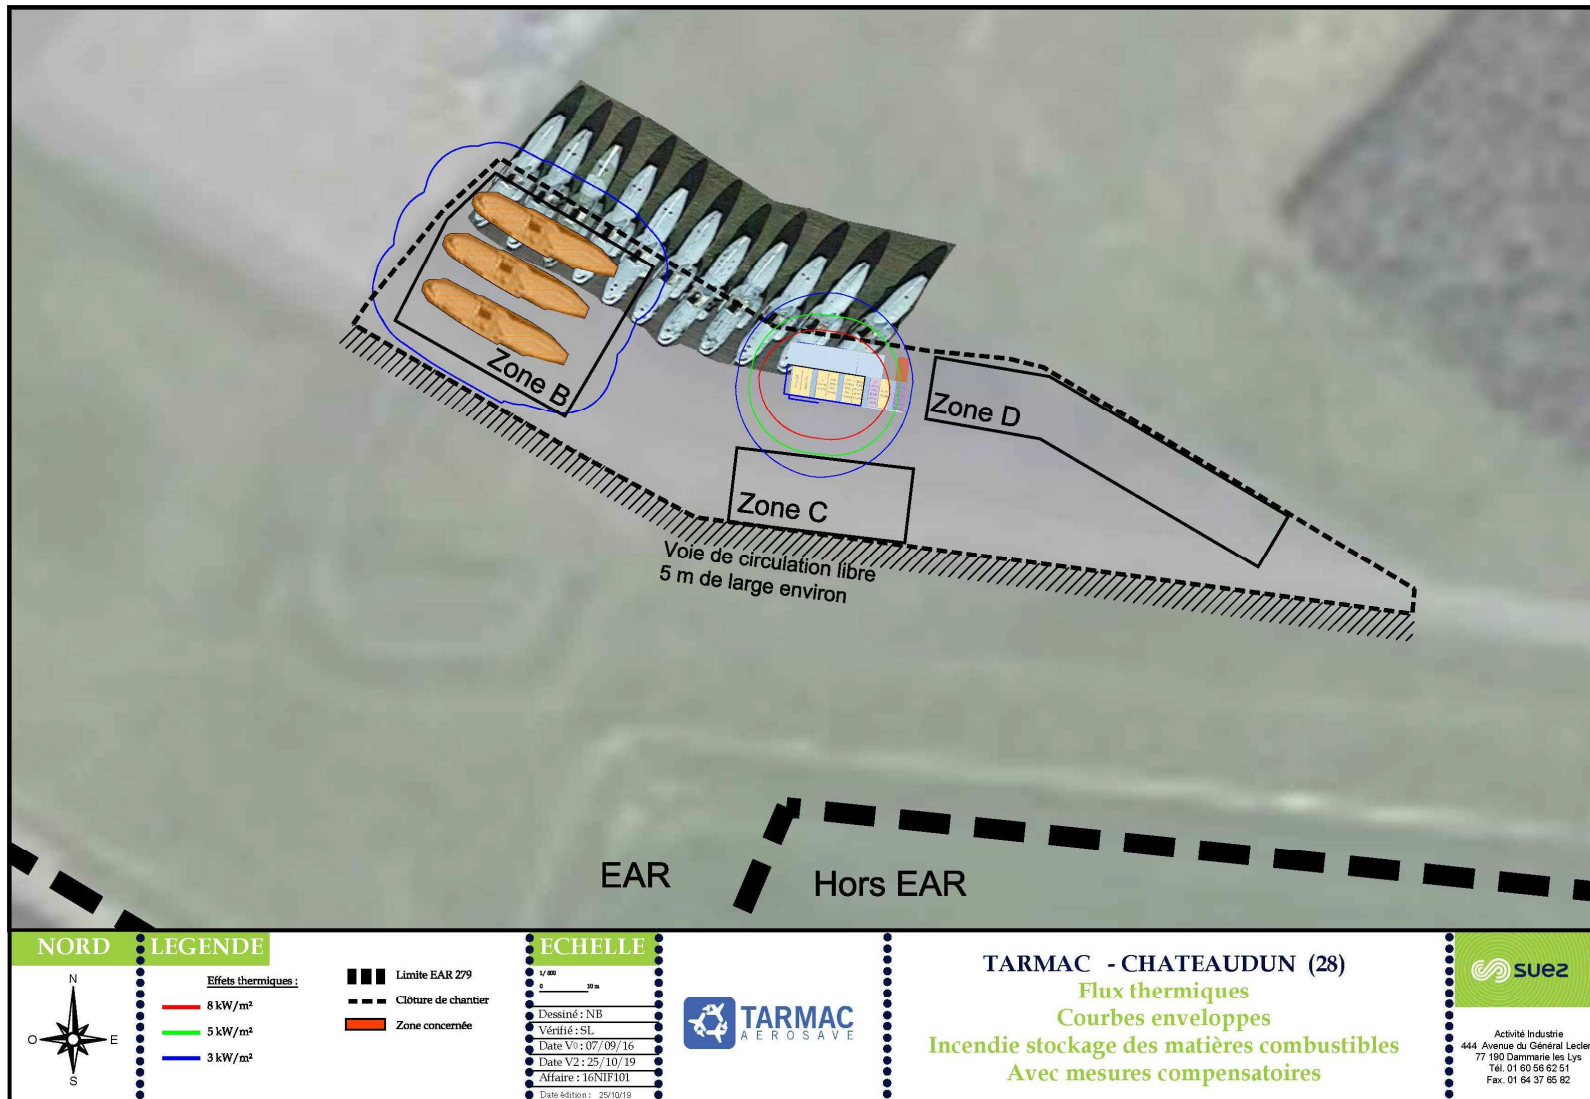 Zone B
Zone D
Zone C
Voie de circulation libre
5 m de large environ
EAR
Hors EAR
NORD
N
O
E
S
LEGENDE
Effets thermiques :
8 kW/m²
5 kW/m²
3 kW/m²
Limite EAR 279
Clôture de chantier
Zone concernée
ECHELLE
1/ 800
0 10 m
Dessiné : NB
Vérifié : SL
Date V0 : 07/09/16
Date V2 : 25/10/19
Affaire : 16NIF101
Date édition : 25/10/19
TARMAC
AEROSAVE
TARMAC - CHATEAUDUN (28)
Flux thermiques
Courbes enveloppes
Incendie stockage des matières combustibles
Avec mesures compensatoires
suez
Activité Industrie
444 Avenue du Général Lecler
77 190 Dammarie les Lys
Tél. 01 60 56 62 51
Fax. 01 64 37 65 82